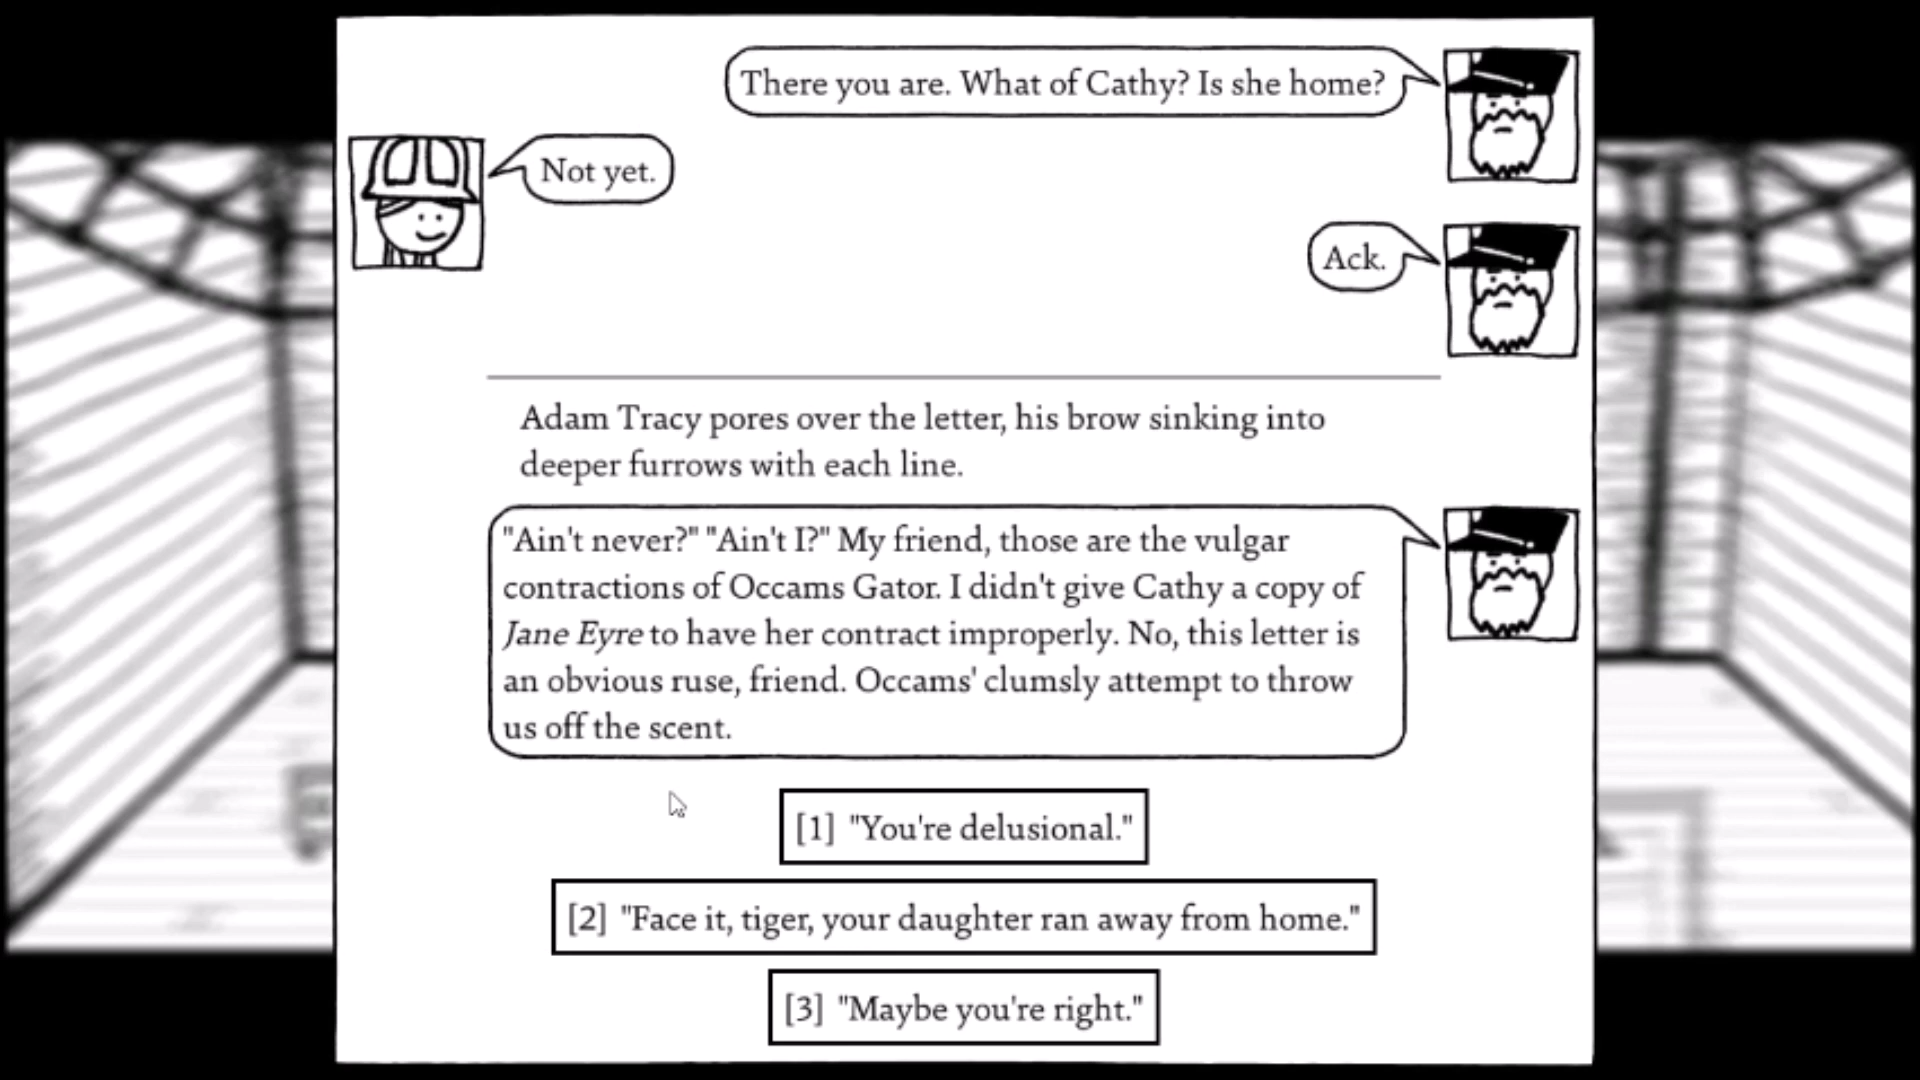 There you are. What of Cathy? Is she home?
Not yet.
Ack.
Adam Tracy pores over the letter, his brow sinking into
deeper furrows with each line.
"Ain't never?" "Ain't I?" My friend, those are the vulgar
contractions of Occams Gator. I didn't give Cathy a copy of
Jane Eyre to have her contract improperly. No, this letter is
an obvious ruse, friend. Occams' clumsly attempt to throw
us off the scent.
[1] "You're delusional."
[2] "Face it, tiger, your daughter ran away from home."
[3] "Maybe you're right."